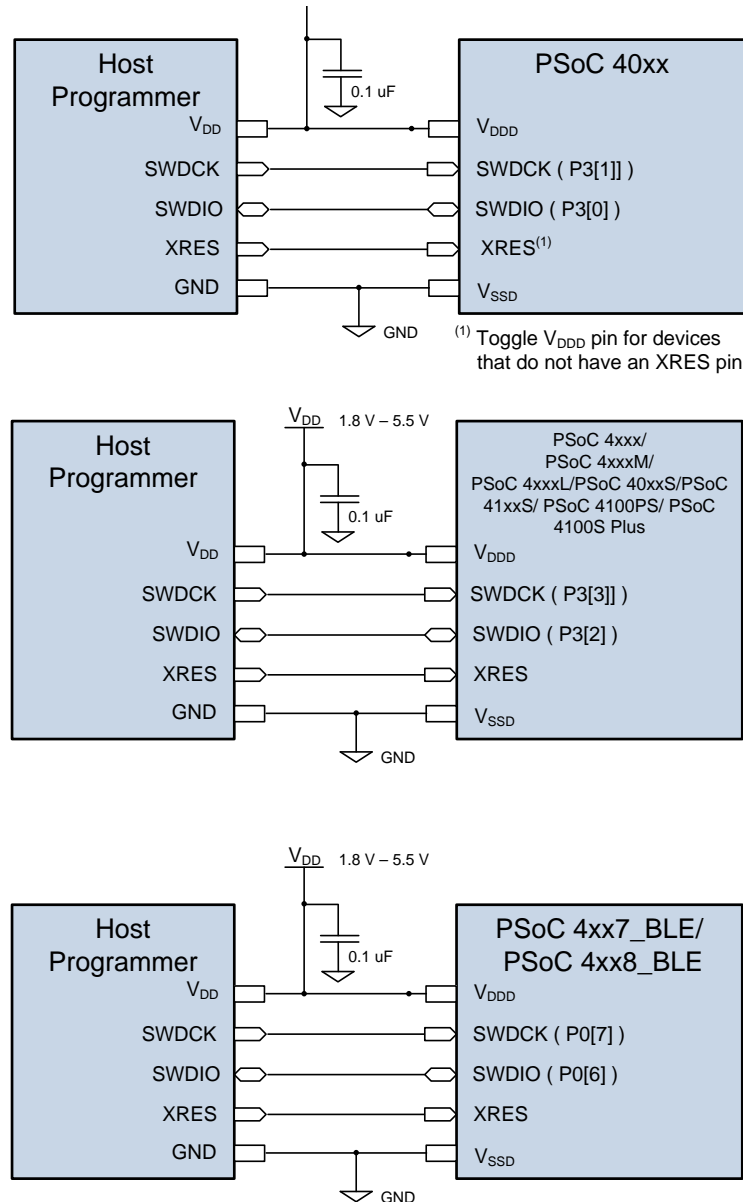 Host
Programmer
0.1 uF
PSoC 40xx
VDD
VDDD
SWDCK
SWDCK ( P3[1]] )
SWDIO
SWDIO ( P3[0] )
XRES
XRES(1)
GND
VSSD
GND
(1) Toggle VDDD pin for devices
that do not have an XRES pin
VDD 1.8 V – 5.5 V
Host
Programmer
0.1 uF
PSoC 4xxx/
PSoC 4xxxM/
PSoC 4xxxL/PSoC 40xxS/PSoC
41xxS/ PSoC 4100PS/ PSoC
4100S Plus
VDD
VDDD
SWDCK
SWDCK ( P3[3]] )
SWDIO
SWDIO ( P3[2] )
XRES
XRES
GND
VSSD
GND
VDD 1.8 V – 5.5 V
Host
Programmer
0.1 uF
PSoC 4xx7_BLE/
PSoC 4xx8_BLE
VDD
VDDD
SWDCK
SWDCK ( P0[7] )
SWDIO
SWDIO ( P0[6] )
XRES
XRES
GND
VSSD
GND